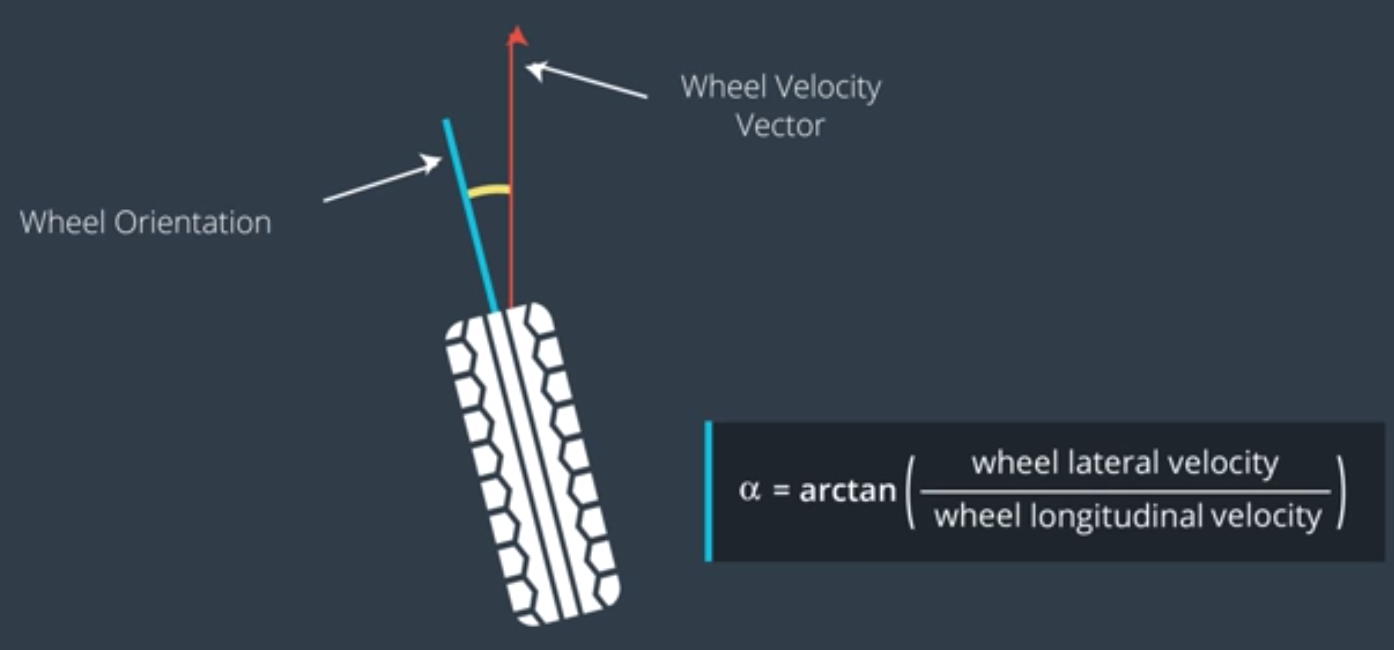 Wheel Velocity
Vector
Wheel Orientation
α = arctan ( wheel lateral velocity / wheel longitudinal velocity )